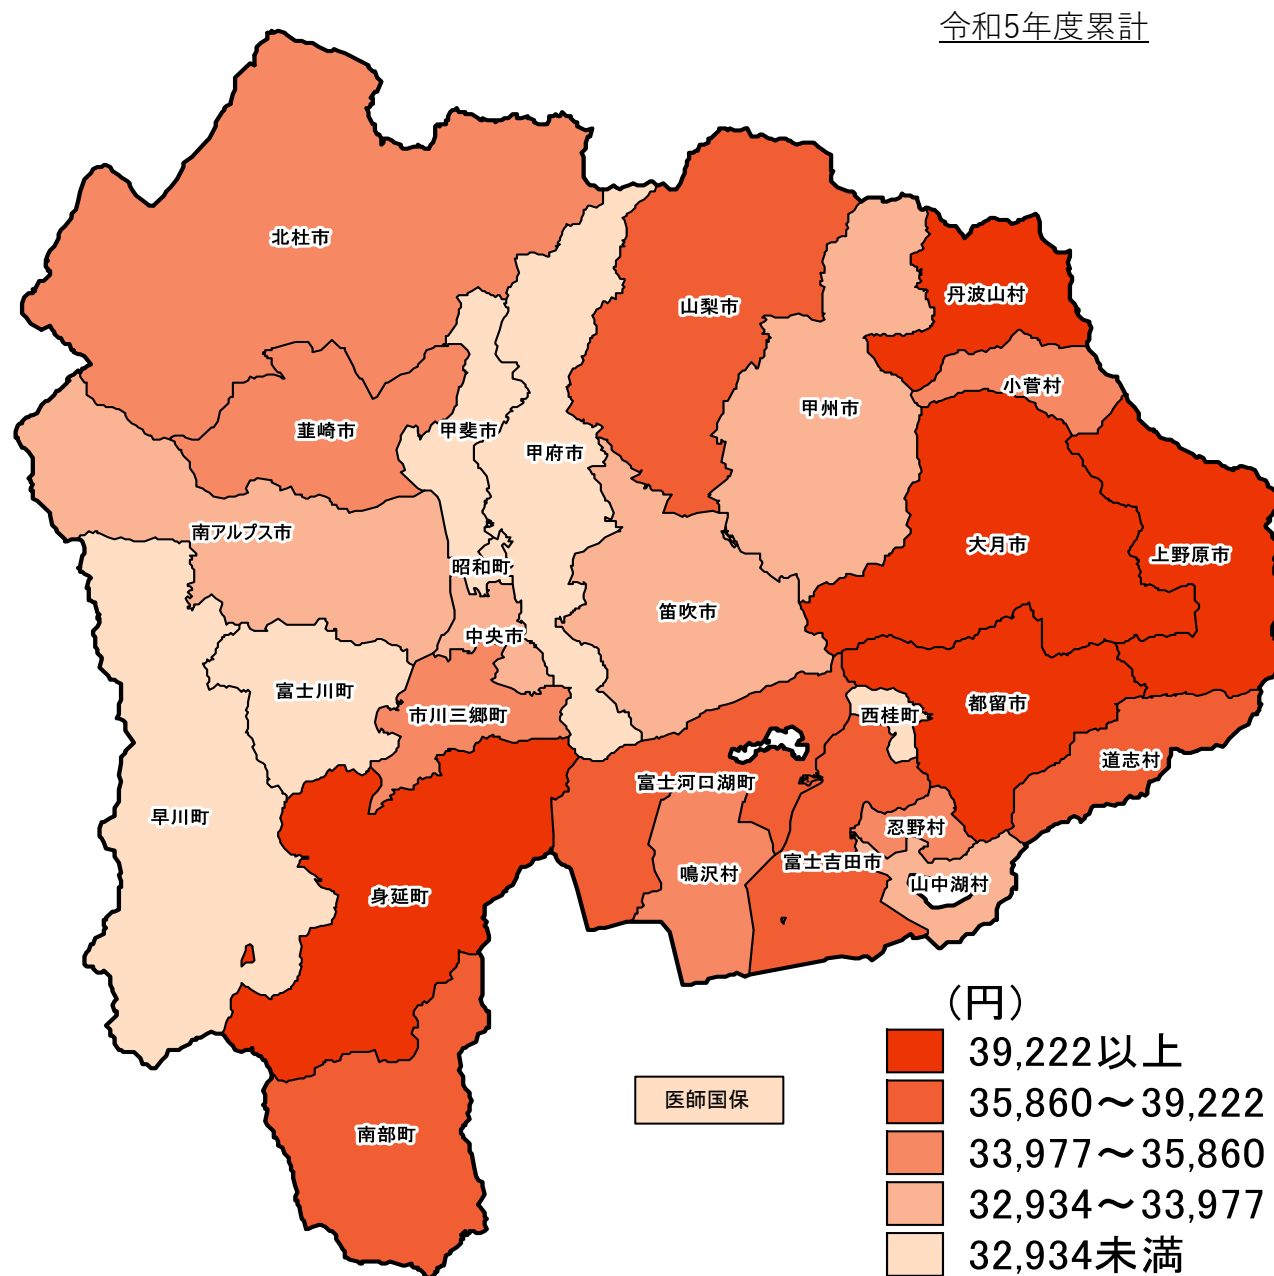 令和5年度累計
北杜市
丹波山村
山梨市
小菅村
甲州市
韮崎市
甲斐市
甲府市
南アルプス市
大月市
上野原市
昭和町
笛吹市
中央市
富士川町
都留市
西桂町
市川三郷町
道志村
富士河口湖町
早川町
忍野村
富士吉田市
鳴沢村
山中湖村
身延町
(円)
39,222以上
35,860～39,222
医師国保
南部町
33,977～35,860
32,934～33,977
32,934未満